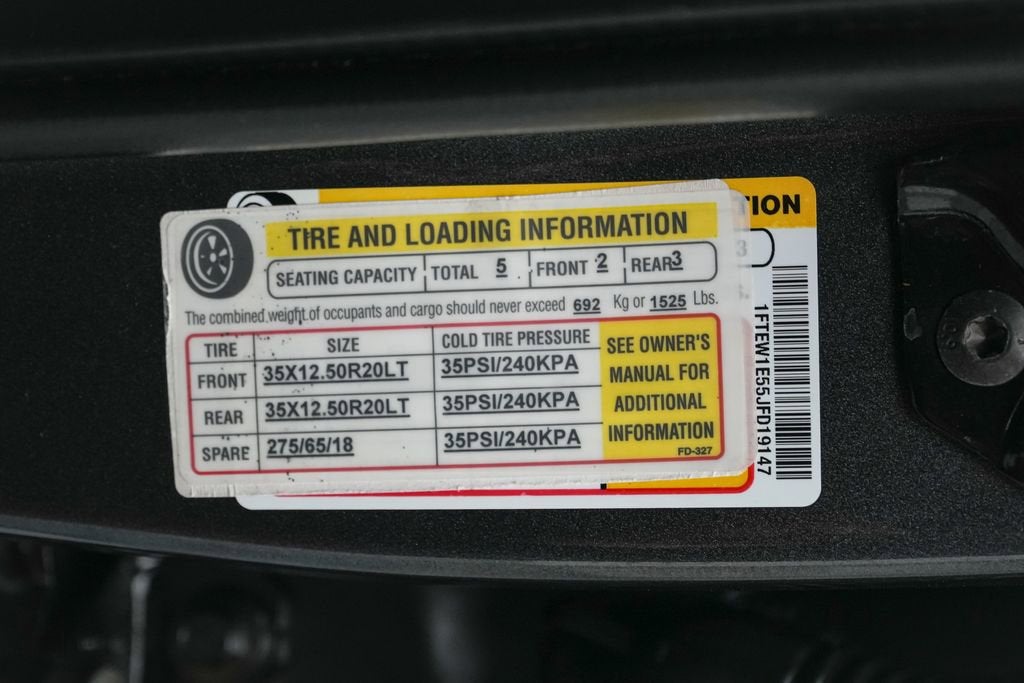 TION
TIRE AND LOADING INFORMATION
SEATING CAPACITY TOTAL 5 FRONT 2 REAR 3
3
The combined weight of occupants and cargo should never exceed 692 Kg or 1525 Lbs.
TIRE SIZE COLD TIRE PRESSURE
FRONT 35X12.50R20LT 35PSI/240KPA
REAR 35X12.50R20LT 35PSI/240KPA
SPARE 275/65/18 35PSI/240KPA
SEE OWNER'S
MANUAL FOR
ADDITIONAL
INFORMATION
FD-327
1FTEW1E55JFD19147